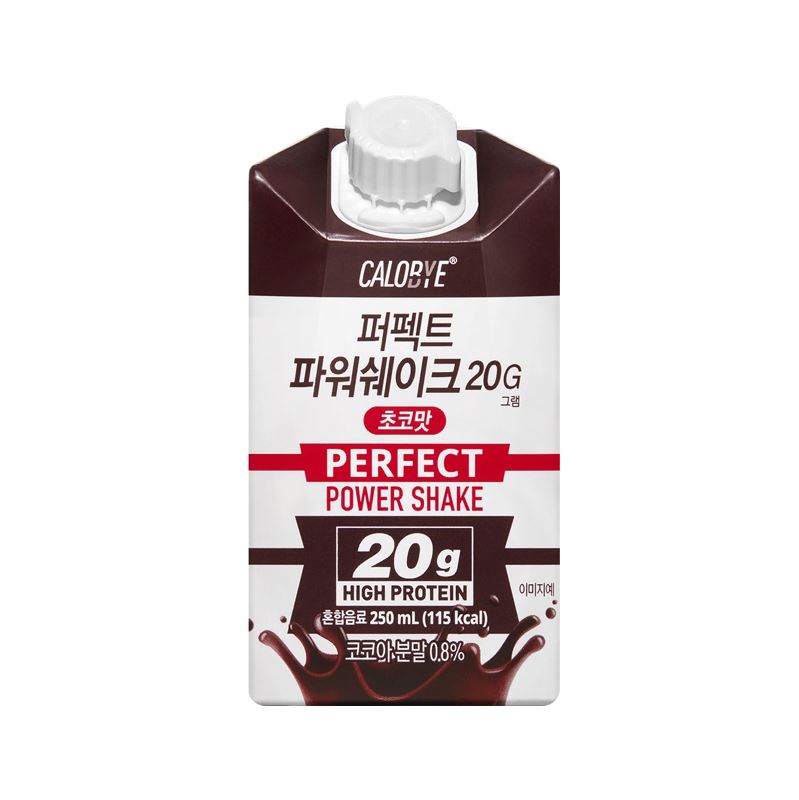 CALOBYE®
퍼펙트
파워쉐이크 20G
그램
초코맛
PERFECT
POWER SHAKE
20g
HIGH PROTEIN
이미지예
혼합음료 250 mL (115 kcal)
코코아분말 0.8%